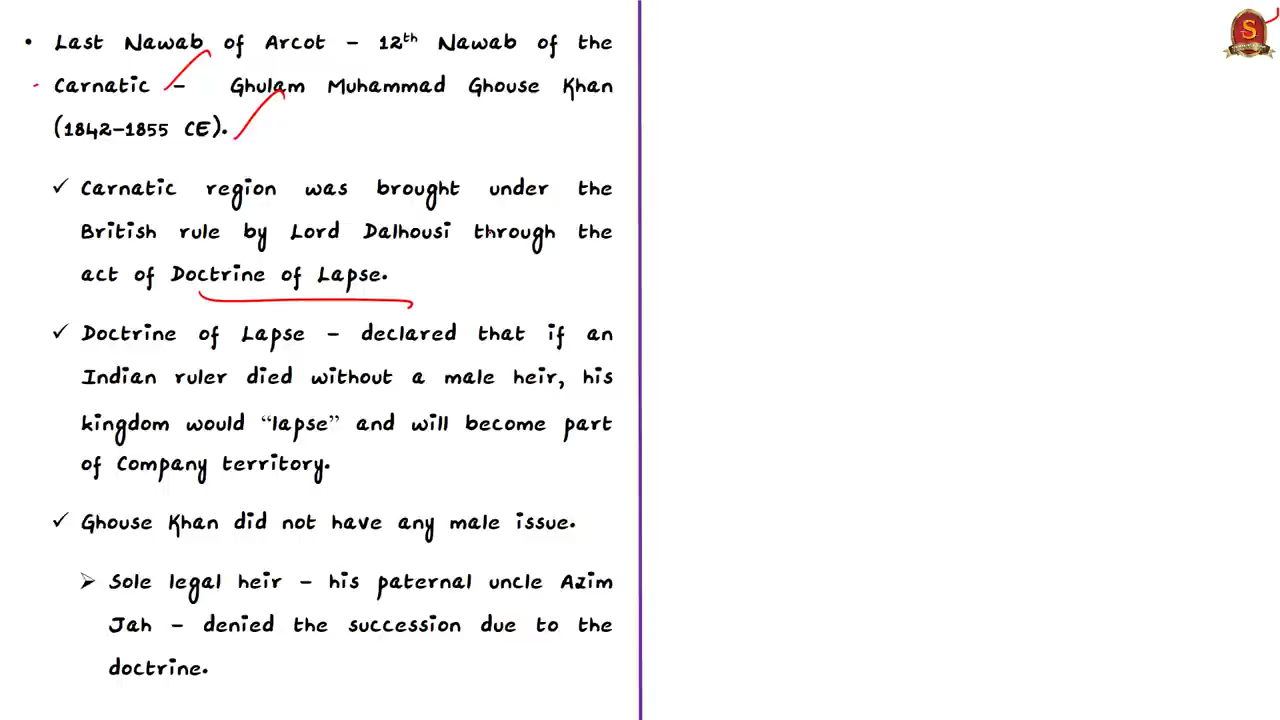 • Last Nawab of Arcot – 12th Nawab of the
Carnatic – Ghulam Muhammad Ghouse Khan
(1842–1855 CE).
✓ Carnatic region was brought under the
British rule by Lord Dalhousi through the
act of Doctrine of Lapse.
✓ Doctrine of Lapse – declared that if an
Indian ruler died without a male heir, his
kingdom would “lapse” and will become part
of Company territory.
✓ Ghouse Khan did not have any male issue.
➤ Sole legal heir – his paternal uncle Azim
Jah – denied the succession due to the
doctrine.
S